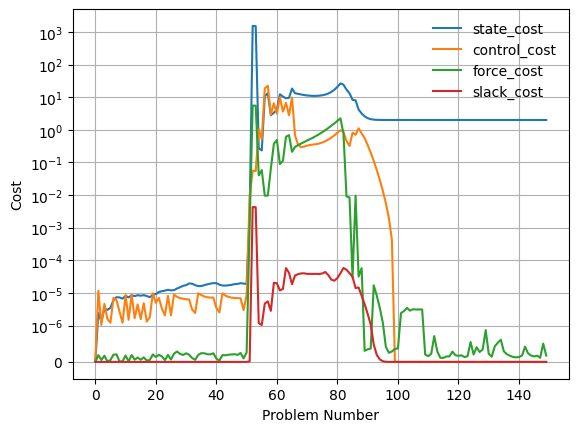 state_cost
control_cost
force_cost
slack_cost
Cost
10³
10²
10¹
10⁰
10⁻¹
10⁻²
10⁻³
10⁻⁴
10⁻⁵
10⁻⁶
0
0 20 40 60 80 100 120 140
Problem Number